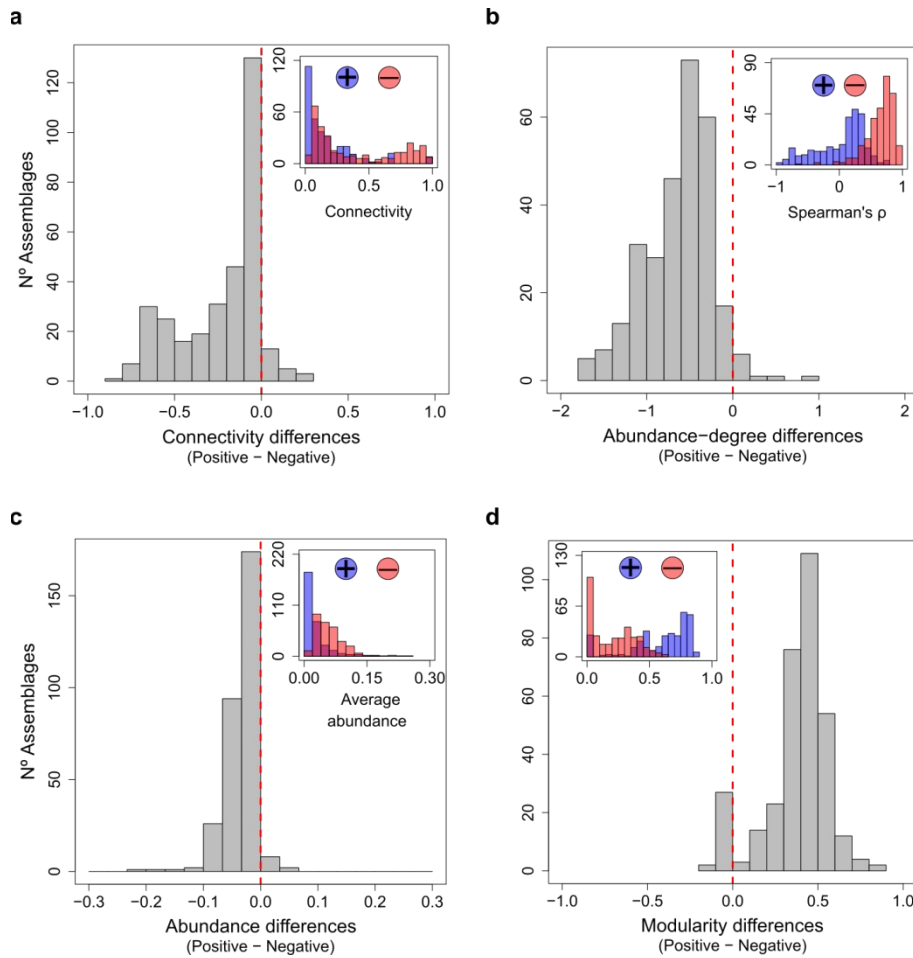 a
Nº Assemblages
0 20 40 60 80 100 120
−1.0 −0.5 0.0 0.5 1.0
Connectivity differences
(Positive − Negative)
0 60 120
+ −
0.0 0.5 1.0
Connectivity
b
0 20 40 60
−2 −1 0 1 2
Abundance−degree differences
(Positive − Negative)
0 45 90
+ −
−1 0 1
Spearman's ρ
c
Nº Assemblages
0 50 100 150
−0.3 −0.2 −0.1 0.0 0.1 0.2 0.3
Abundance differences
(Positive − Negative)
0 110 220
+ −
0.00 0.15 0.30
Average
abundance
d
0 20 40 60 80 100
−1.0 −0.5 0.0 0.5 1.0
Modularity differences
(Positive − Negative)
0 65 130
+ −
0.0 0.5 1.0